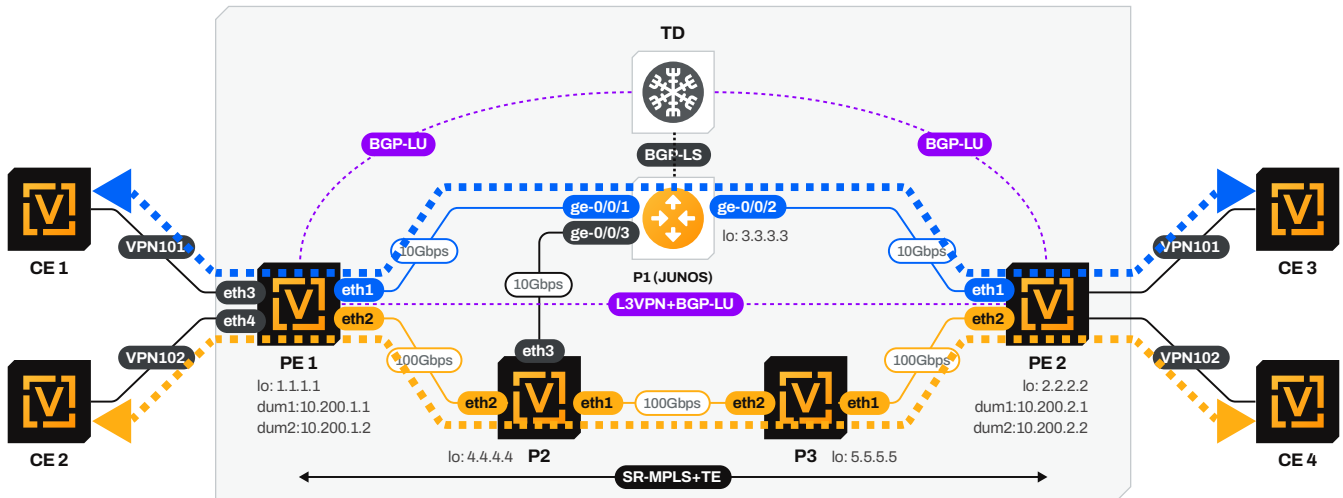 TD
BGP-LU
BGP-LU
BGP-LS
ge-0/0/1
ge-0/0/2
ge-0/0/3
lo: 3.3.3.3
P1 (JUNOS)
VPN101
VPN101
CE 1
CE 3
10Gbps
10Gbps
10Gbps
eth3
eth1
eth1
L3VPN+BGP-LU
eth4
eth2
eth2
VPN102
VPN102
PE 1
PE 2
100Gbps
100Gbps
eth3
lo: 1.1.1.1
dum1:10.200.1.1
dum2:10.200.1.2
lo: 2.2.2.2
dum1:10.200.2.1
dum2:10.200.2.2
eth2
eth1
100Gbps
eth2
eth1
CE 2
CE 4
lo: 4.4.4.4
P2
P3
lo: 5.5.5.5
SR-MPLS+TE